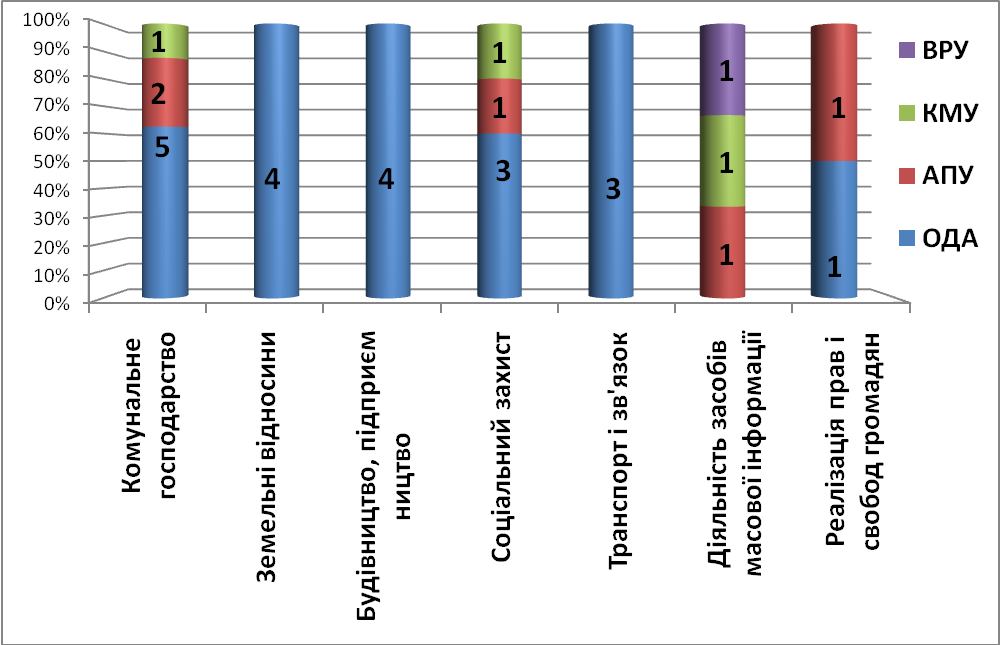 100%
90%
80%
70%
60%
50%
40%
30%
20%
10%
0%
1
2
5
4
4
1
1
3
3
1
1
1
1
1
ВРУ
КМУ
АПУ
ОДА
Комунальне
господарство
Земельні відносини
Будівництво, підприєм
ництво
Соціальний захист
Транспорт і зв'язок
Діяльність засобів
масової інформації
Реалізація прав і
свобод громадян